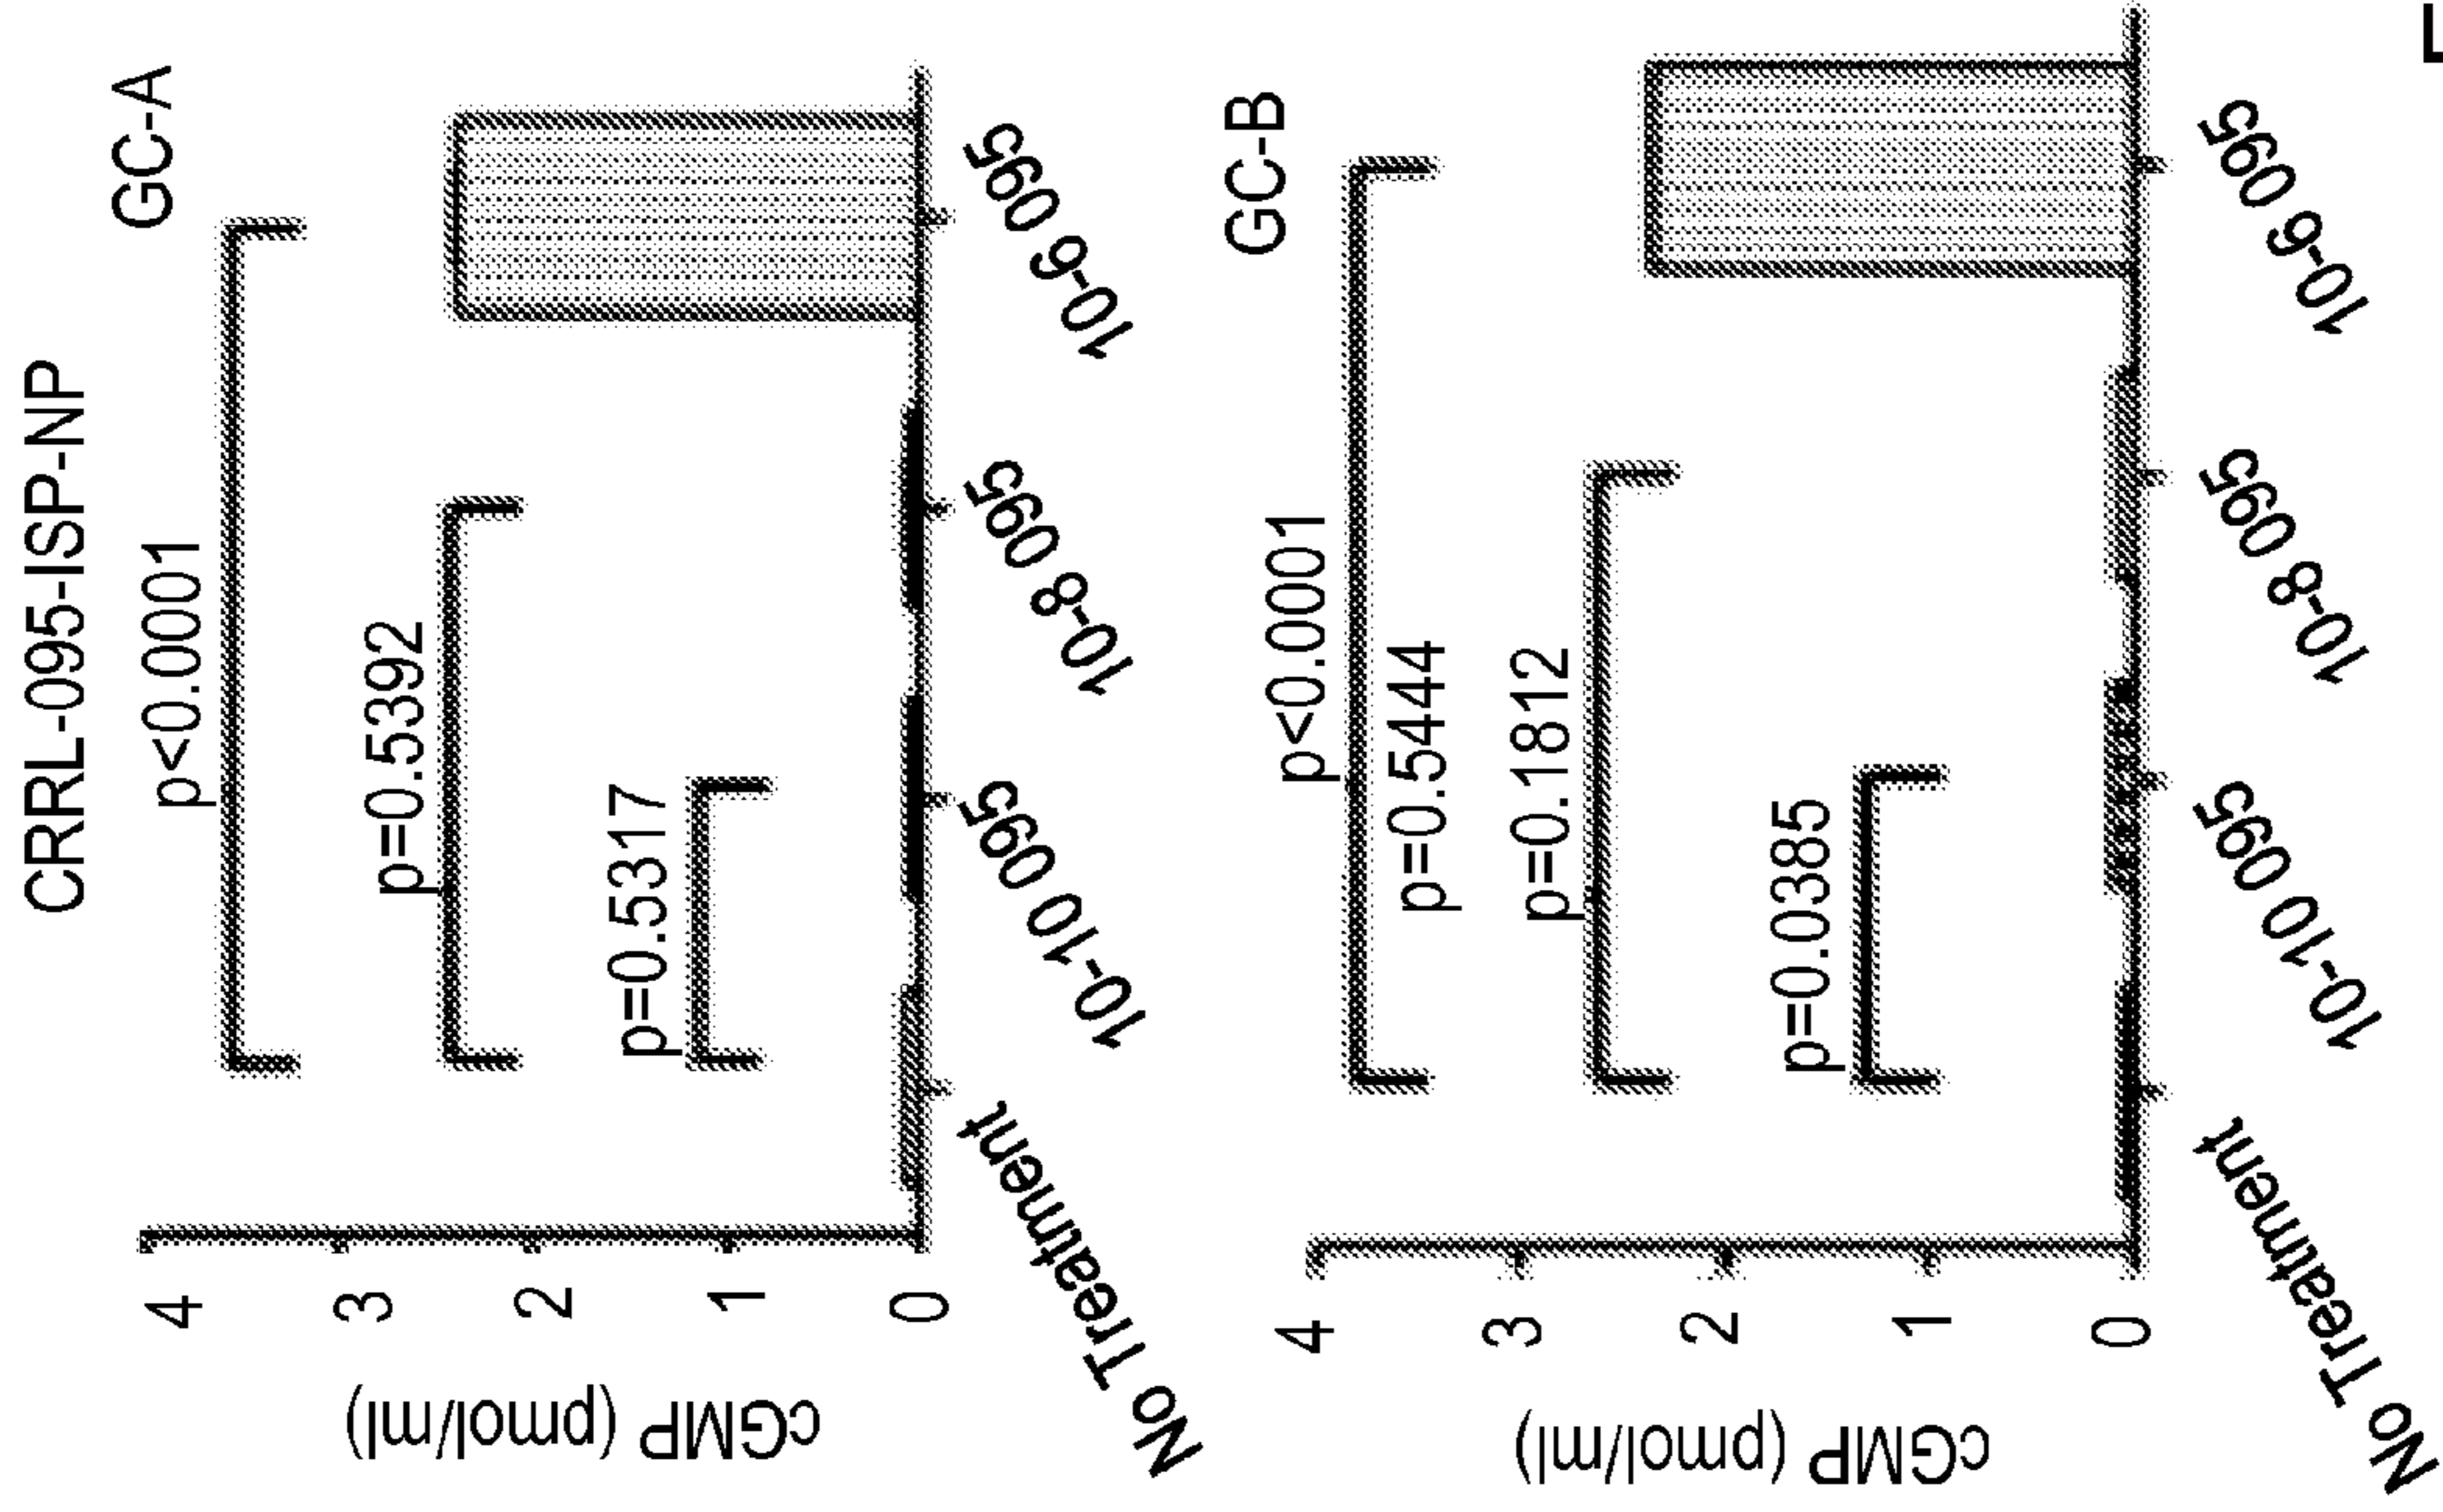 CRRL-095-ISP-NP
GC-A
p<0.0001
p=0.5392
p=0.5317
cGMP (pmol/ml)
4
3
2
1
0
No Treatment
10-10 095
10-8 095
10-6 095
GC-B
p<0.0001
p=0.5444
p=0.1812
p=0.0385
cGMP (pmol/ml)
4
3
2
1
0
No Treatment
10-10 095
10-8 095
10-6 095